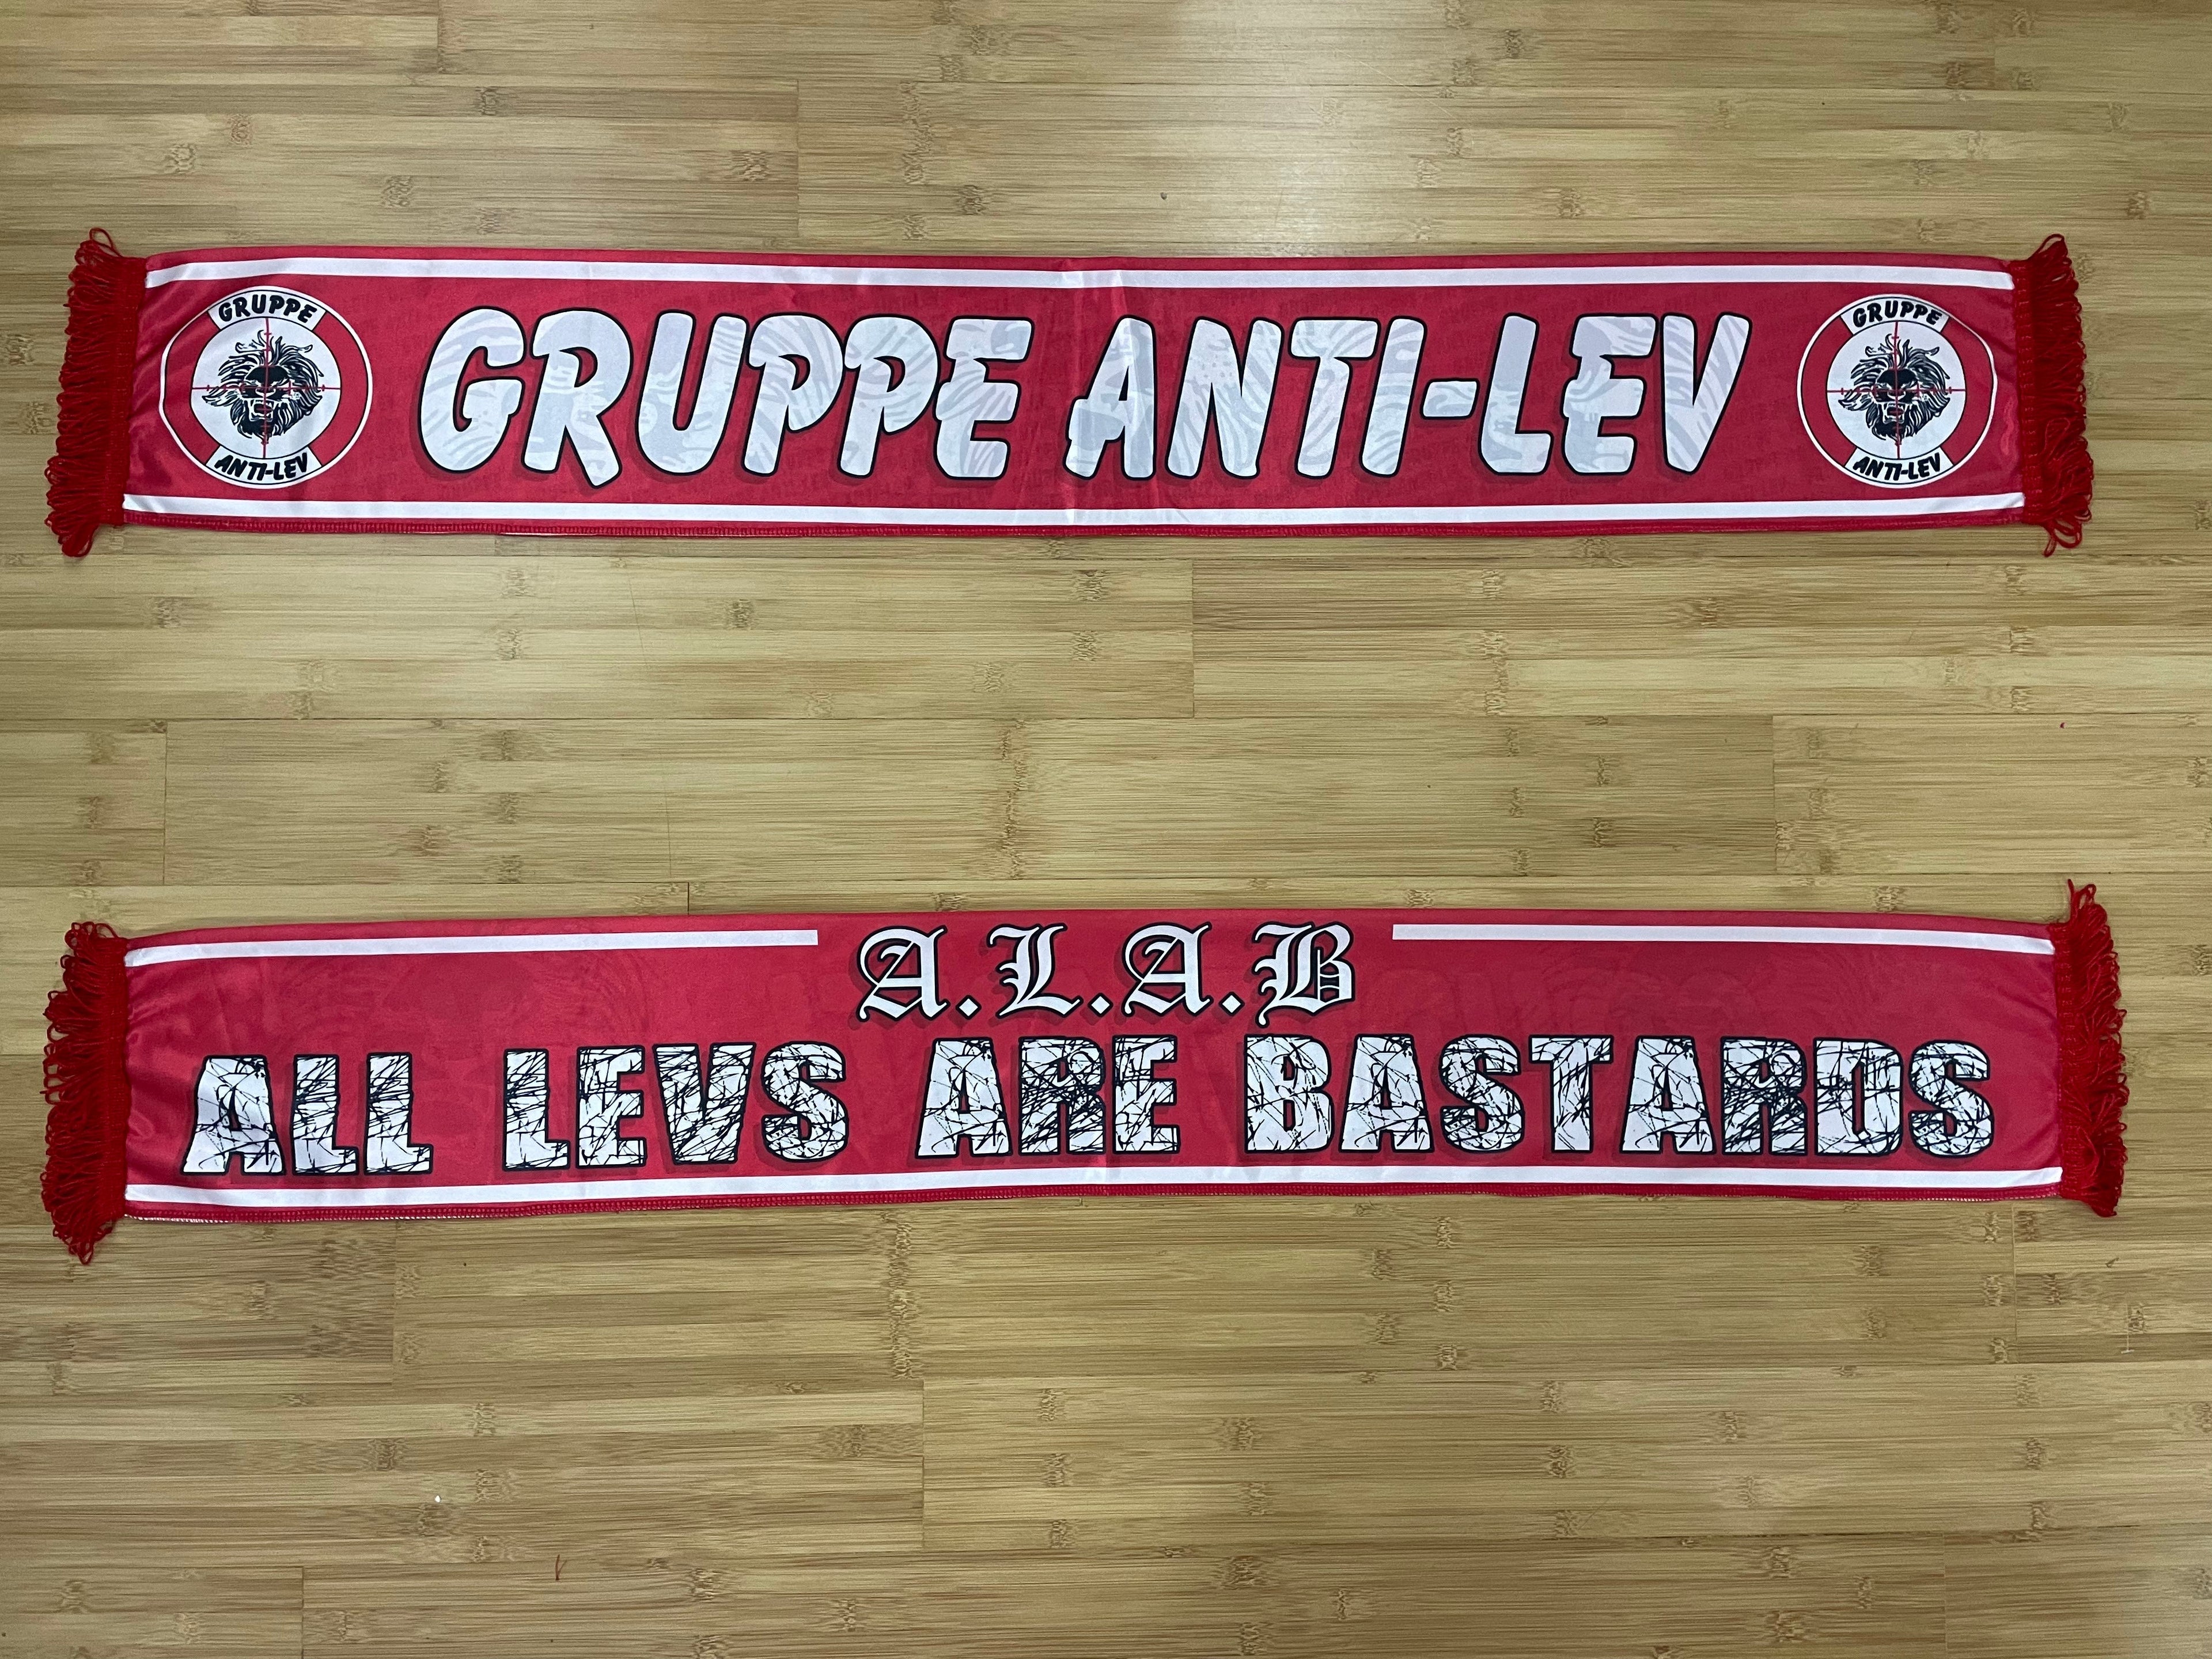 GRUPPE
ANTI-LEV
GRUPPE ANTI-LEV
GRUPPE
ANTI-LEV
A.L.A.B
ALL LEVS ARE BASTARDS